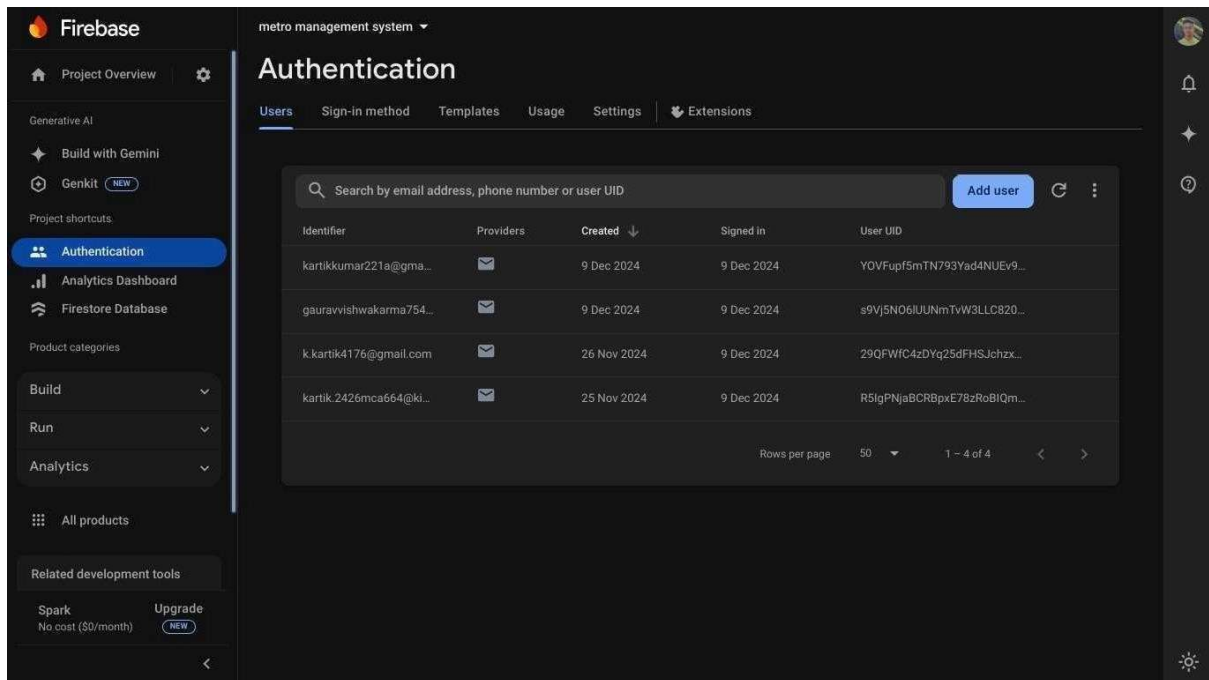 Firebase
Project Overview
Generative AI
Build with Gemini
Genkit NEW
Project shortcuts
Authentication
Analytics Dashboard
Firestore Database
Product categories
Build
Run
Analytics
All products
Related development tools
Spark Upgrade
No cost ($0/month) NEW
metro management system
Authentication
Users Sign-in method Templates Usage Settings Extensions
Search by email address, phone number or user UID Add user
Identifier Providers Created Signed in User UID
kartikkumar221a@gma... 9 Dec 2024 9 Dec 2024 YOVFupf5mTN793Yad4NUEv9...
gauravvishwakarma754... 9 Dec 2024 9 Dec 2024 s9Vj5NO6lUUNmTvW3LLC820...
k.kartik4176@gmail.com 26 Nov 2024 9 Dec 2024 29QFWfC4zDYq25dFHSJchzx...
kartik.2426mca664@ki... 25 Nov 2024 9 Dec 2024 R5IgPNjaBCRBpxE78zRoBIQm...
Rows per page 50 1 – 4 of 4